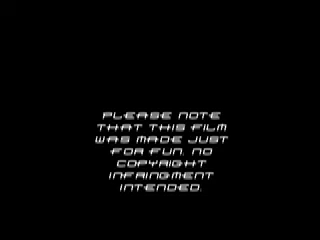 PLEASE NOTE
THAT THIS FILM
WAS MADE JUST
FOR FUN. NO
COPYRIGHT
INFRINGMENT
INTENDED.